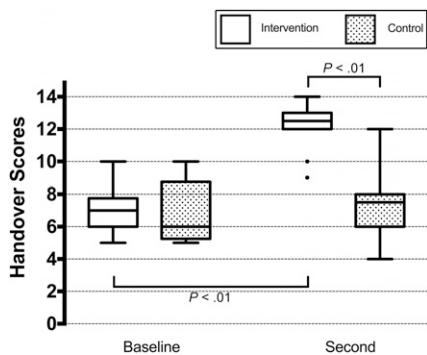 Intervention Control
P < .01
14
12
10
8
6
4
2
0
Handover Scores
P < .01
Baseline Second